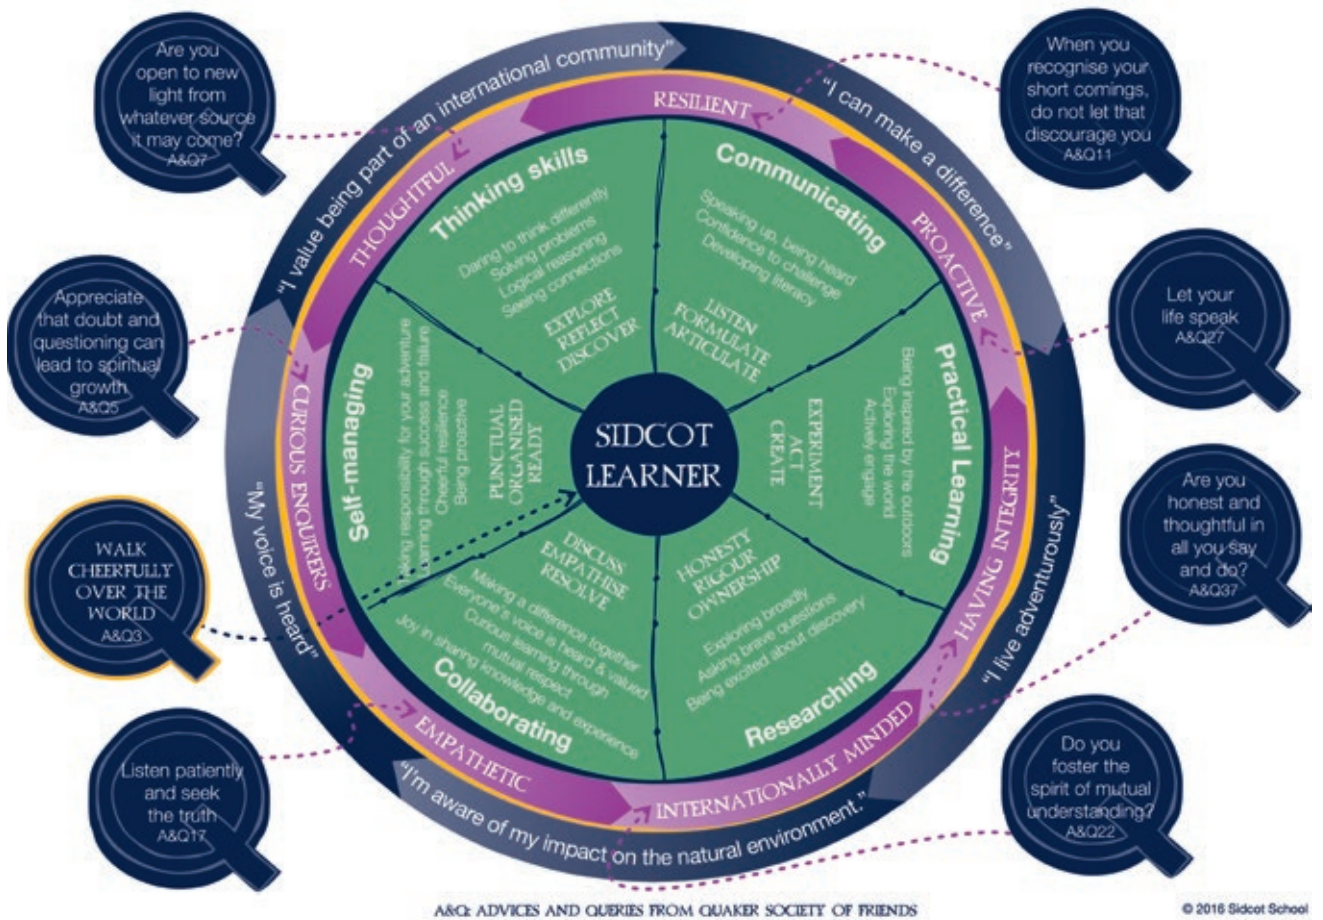 Are you
open to new
light from
whatever source
it may come?
A&Q7
When you
recognise your
short comings,
do not let that
discourage you
A&Q11
Appreciate
that doubt and
questioning can
lead to spiritual
growth
A&Q5
Let your
life speak
A&Q27
WALK
CHEERFULLY
OVER THE
WORLD
A&Q3
Are you
honest and
thoughtful in
all you say
and do?
A&Q37
Listen patiently
and seek
the truth
A&Q17
Do you
foster the
spirit of mutual
understanding?
A&Q22
"I value being part of an international community"
"I can make a difference"
"I live adventurously"
"I'm aware of my impact on the natural environment."
"My voice is heard"
RESILIENT
PROACTIVE
HAVING INTEGRITY
INTERNATIONALLY MINDED
EMPATHETIC
CURIOUS ENQUIRERS
THOUGHTFUL
Thinking skills
Daring to think differently
Solving problems
Logical reasoning
Seeing connections
EXPLORE
REFLECT
DISCOVER
Communicating
Speaking up, being heard
Confidence to challenge
Developing literacy
LISTEN
FORMULATE
ARTICULATE
Practical Learning
Being inspired by the outdoors
Exploring the world
Actively engage
EXPERIMENT
ACT
CREATE
HONESTY
RIGOUR
OWNERSHIP
Exploring broadly
Asking brave questions
Being excited about discovery
Researching
DISCUSS
EMPATHISE
RESOLVE
Making a difference together
Everyone's voice is heard & valued
Curious learning through
mutual respect
Joy in sharing knowledge and experience
Collaborating
Self-managing
Taking responsibility for your adventure
Learning through success and failure
Cheerful resilience
Being proactive
PUNCTUAL
ORGANISED
READY
SIDCOT
LEARNER
A&Q: ADVICES AND QUERIES FROM QUAKER SOCIETY OF FRIENDS
© 2016 Sidcot School